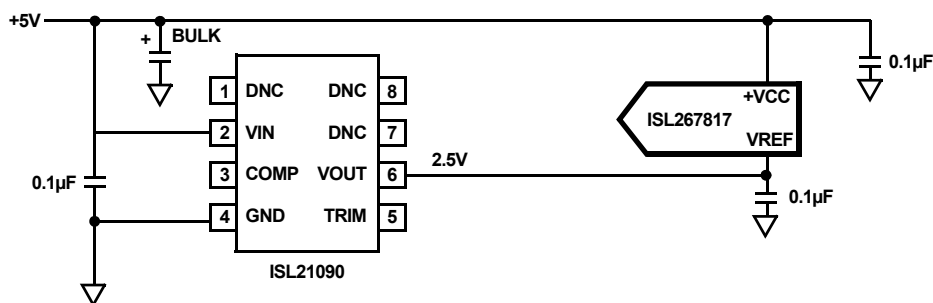 +5V
+ BULK
0.1µF
1 DNC DNC 8
+VCC
ISL267817
2 VIN DNC 7
VREF
2.5V
3 COMP VOUT 6
0.1µF
0.1µF
4 GND TRIM 5
ISL21090